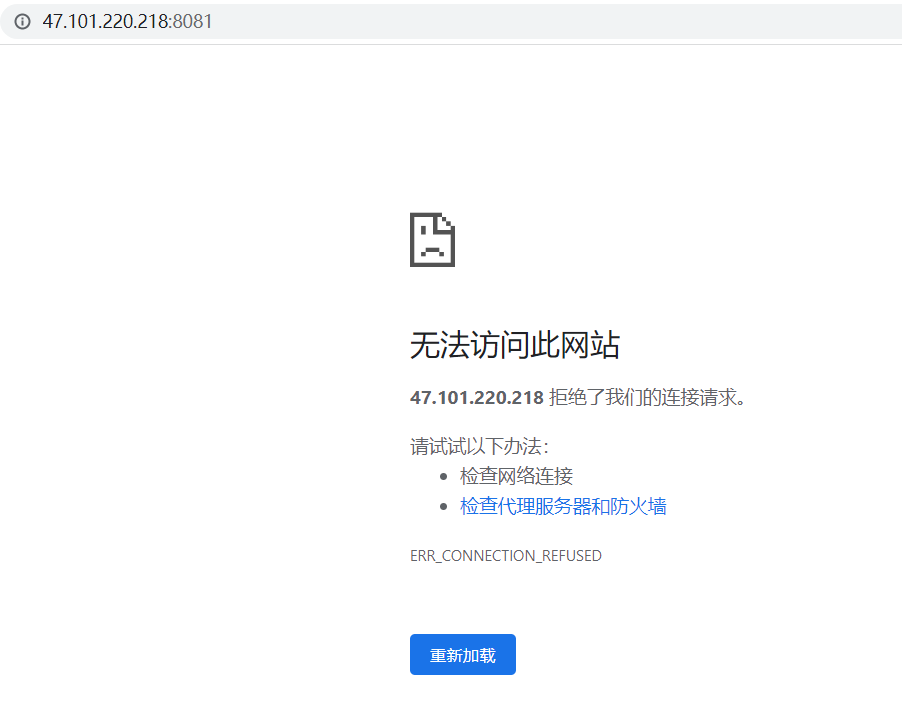 47.101.220.218:8081
无法访问此网站
47.101.220.218 拒绝了我们的连接请求。
请试试以下办法：
检查网络连接
检查代理服务器和防火墙
ERR_CONNECTION_REFUSED
重新加载